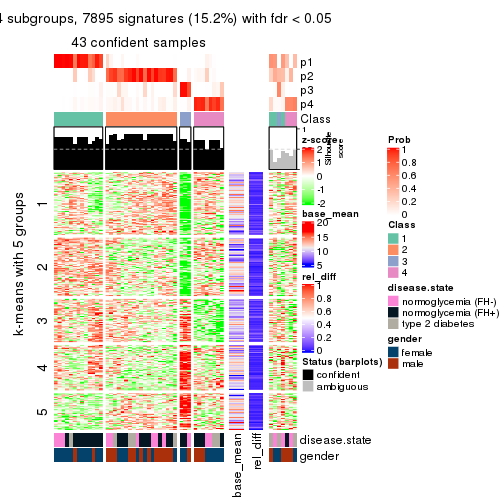 4 subgroups, 7895 signatures (15.2%) with fdr < 0.05
43 confident samples
p1
p2
p3
p4
Class
1
Silhouette
score
k-means with 5 groups
1
2
3
4
5
disease.state
gender
base_mean
rel_diff
z-score
2
1
0
-1
-2
base_mean
20
15
10
5
rel_diff
1
0.8
0.6
0.4
0.2
0
Status (barplots)
confident
ambiguous
Prob
1
0.8
0.6
0.4
0.2
0
Class
1
2
3
4
disease.state
normoglycemia (FH-)
normoglycemia (FH+)
type 2 diabetes
gender
female
male